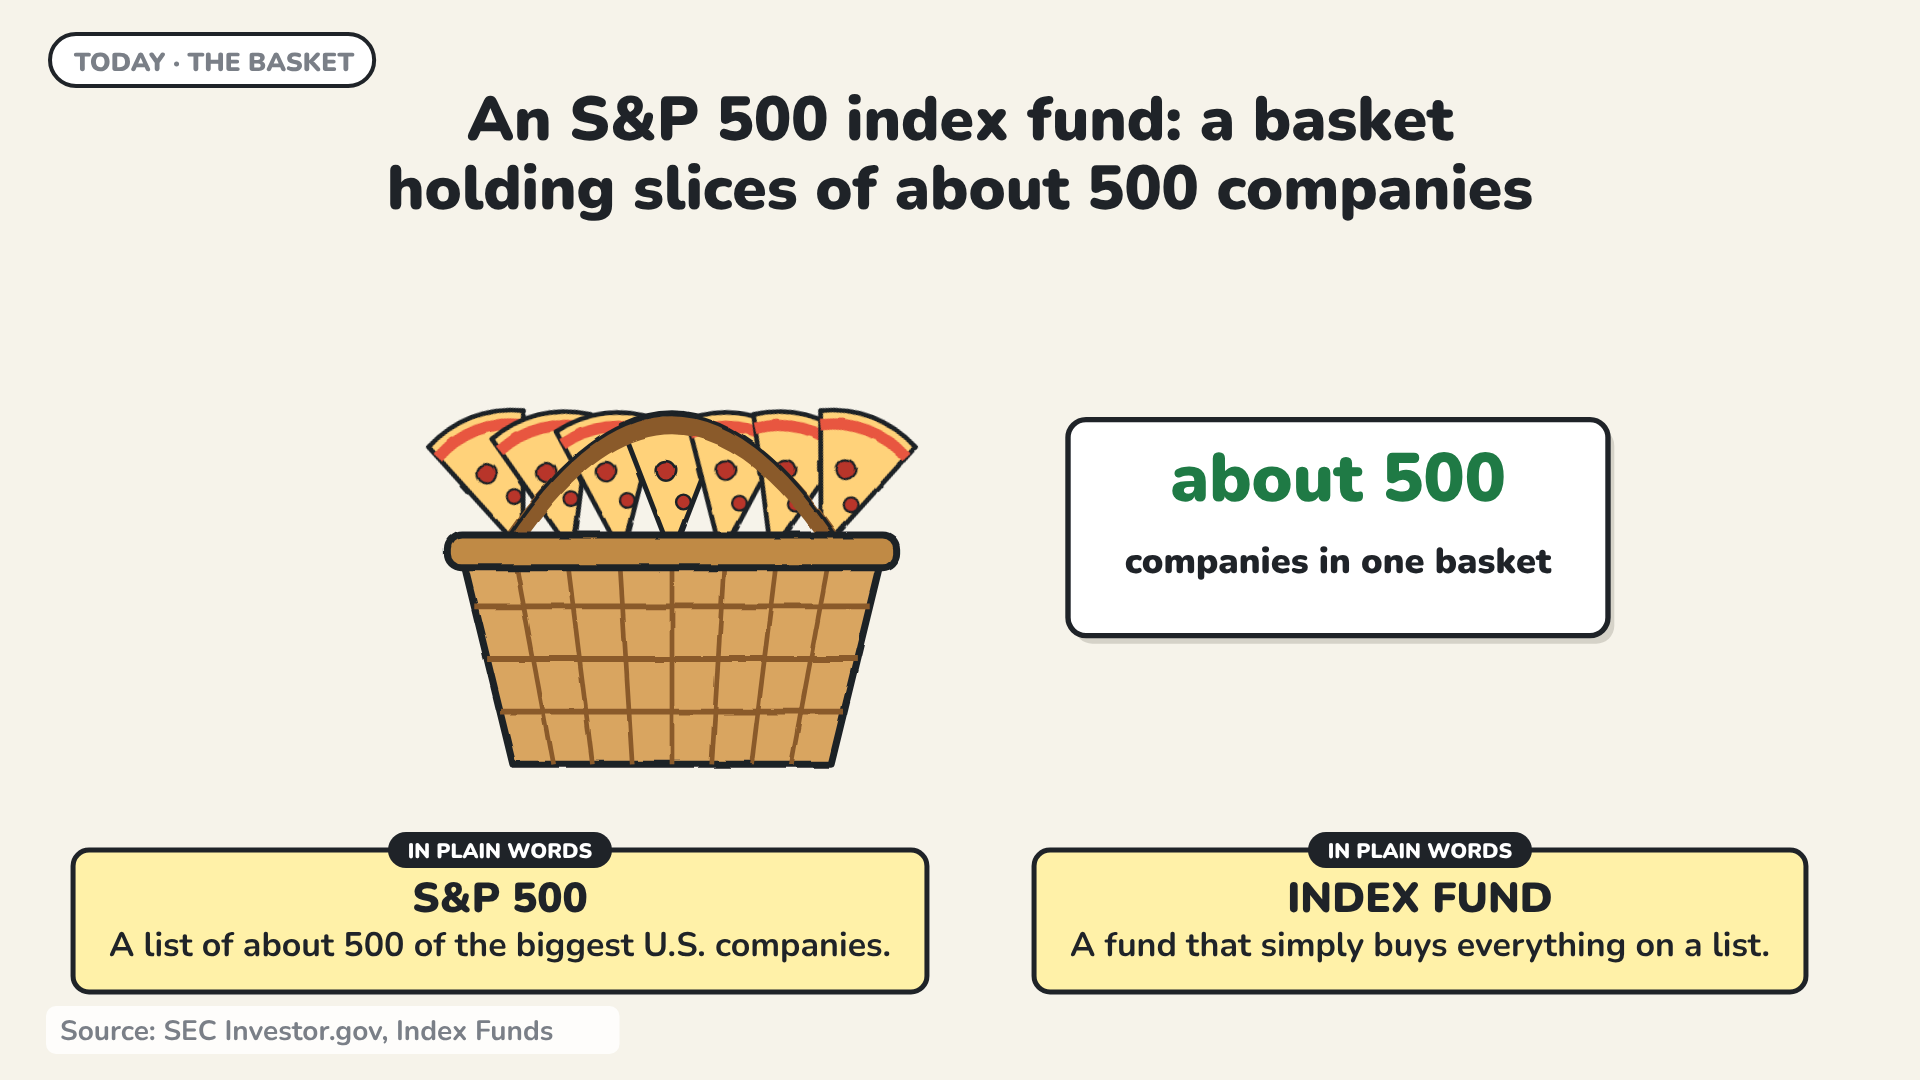 TODAY · THE BASKET
An S&P 500 index fund: a basket
holding slices of about 500 companies
about 500
companies in one basket
IN PLAIN WORDS
S&P 500
A list of about 500 of the biggest U.S. companies.
IN PLAIN WORDS
INDEX FUND
A fund that simply buys everything on a list.
Source: SEC Investor.gov, Index Funds